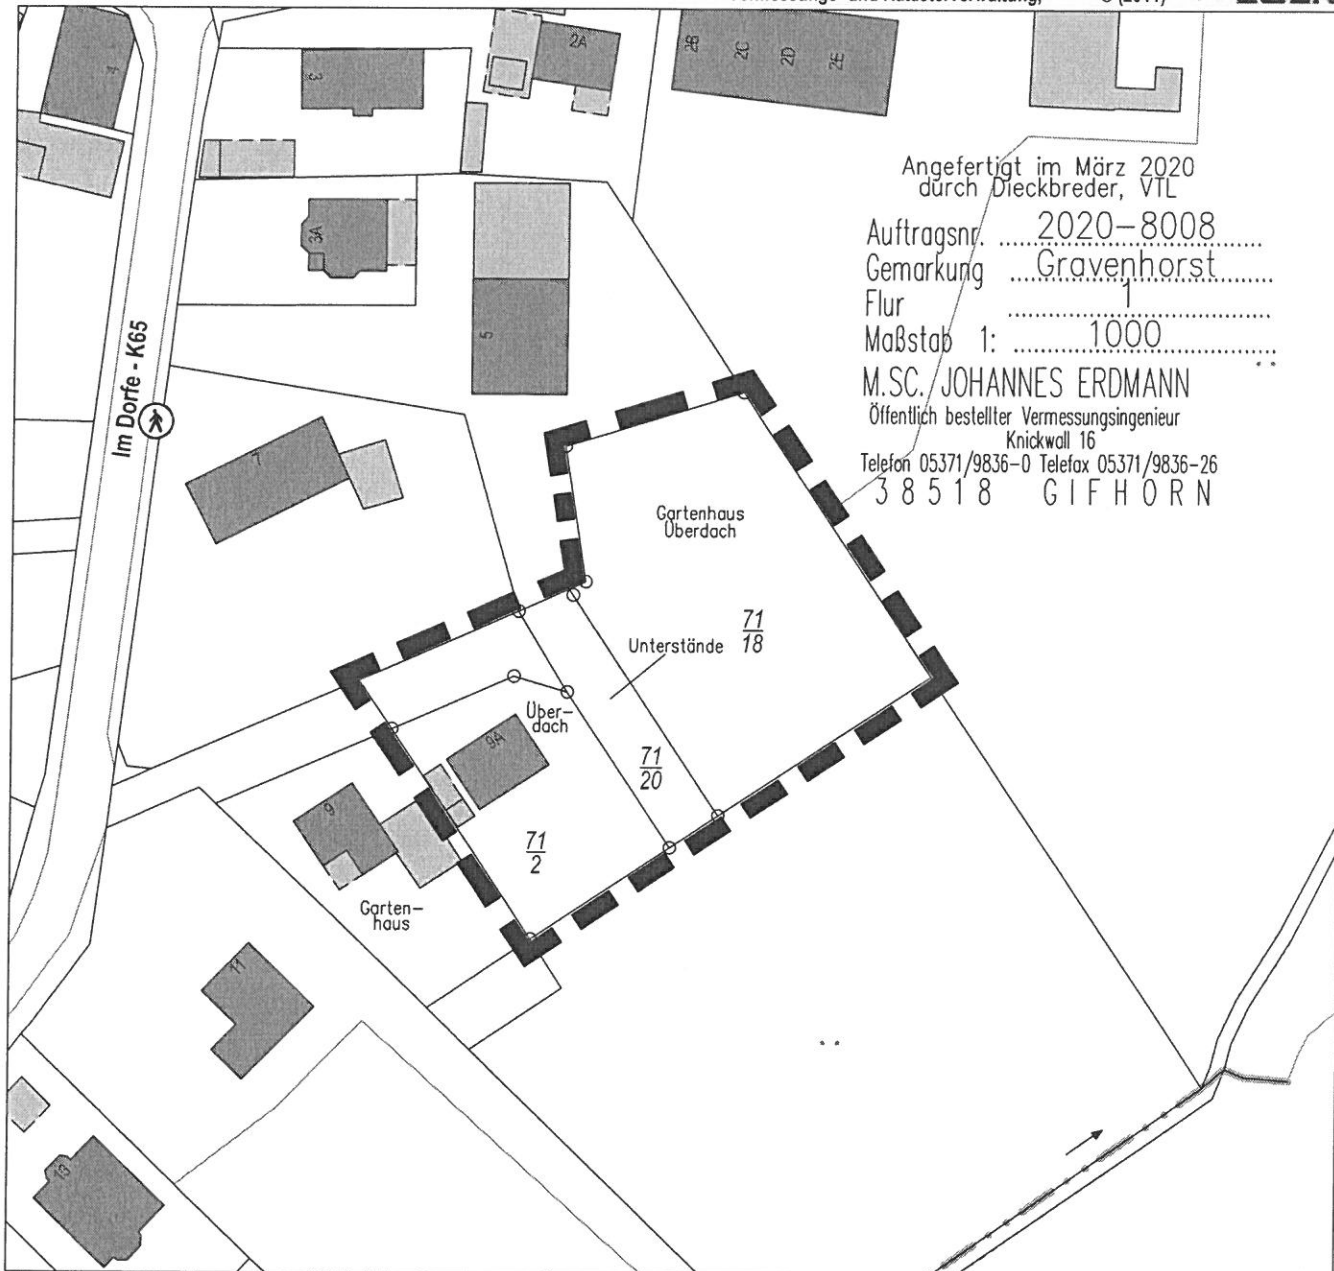 Vermessungs- und Katasterverwaltung,
4
3
2A
2B
2C
2D
2E
3A
5
7
Im Dorfe - K65
Angefertigt im März 2020
durch Dieckbreder, VTL
Auftragsnr. 2020-8008
Gemarkung Gravenhorst
Flur 1
Maßstab 1: 1000
M.SC. JOHANNES ERDMANN
Öffentlich bestellter Vermessungsingenieur
Knickwall 16
Telefon 05371/9836-0 Telefax 05371/9836-26
38518 GIFHORN
Gartenhaus
Überdach
71
18
Unterstände
Über-
dach
71
20
9A
9
71
2
Garten-
haus
11
13